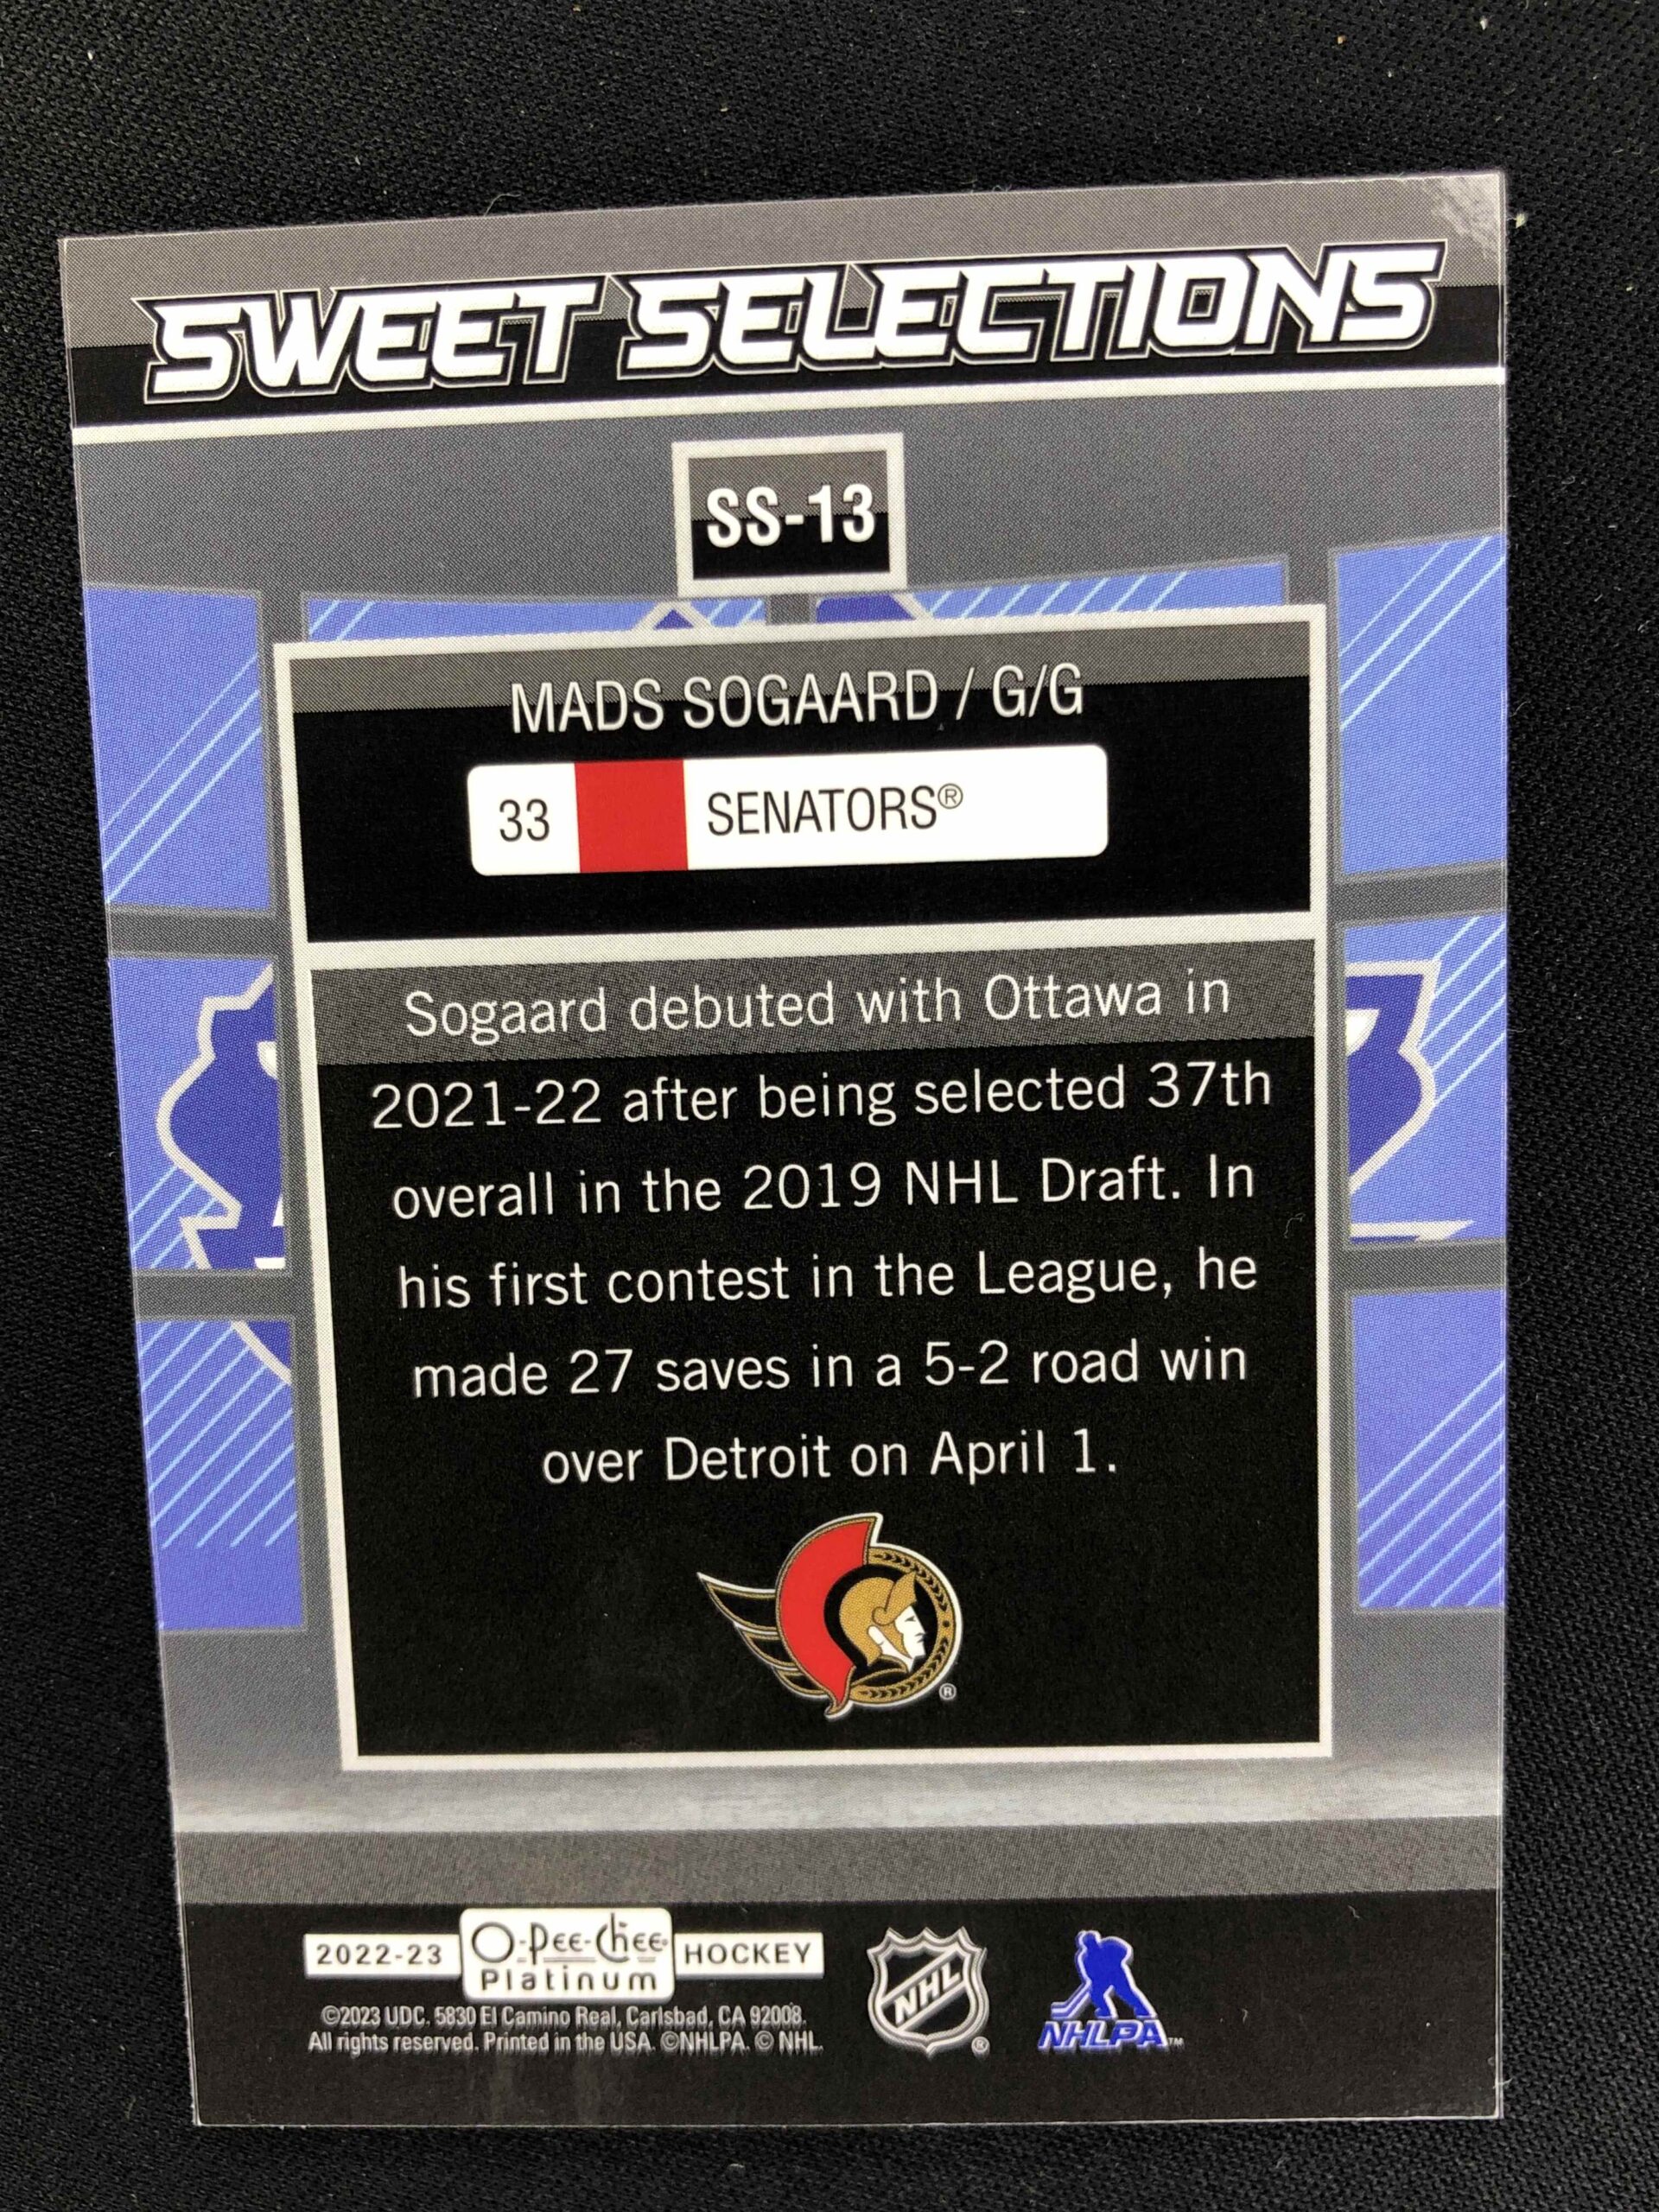 SWEET SELECTIONS
SS-13
MADS SOGAARD / G/G
33 SENATORS®
Sogaard debuted with Ottawa in
2021-22 after being selected 37th
overall in the 2019 NHL Draft. In
his first contest in the League, he
made 27 saves in a 5-2 road win
over Detroit on April 1.
®
2022-23 O-Pee-Chee® HOCKEY
Platinum
©2023 UDC. 5830 El Camino Real, Carlsbad, CA 92008.
All rights reserved. Printed in the USA. ©NHLPA. © NHL.
NHL ®
NHLPA™